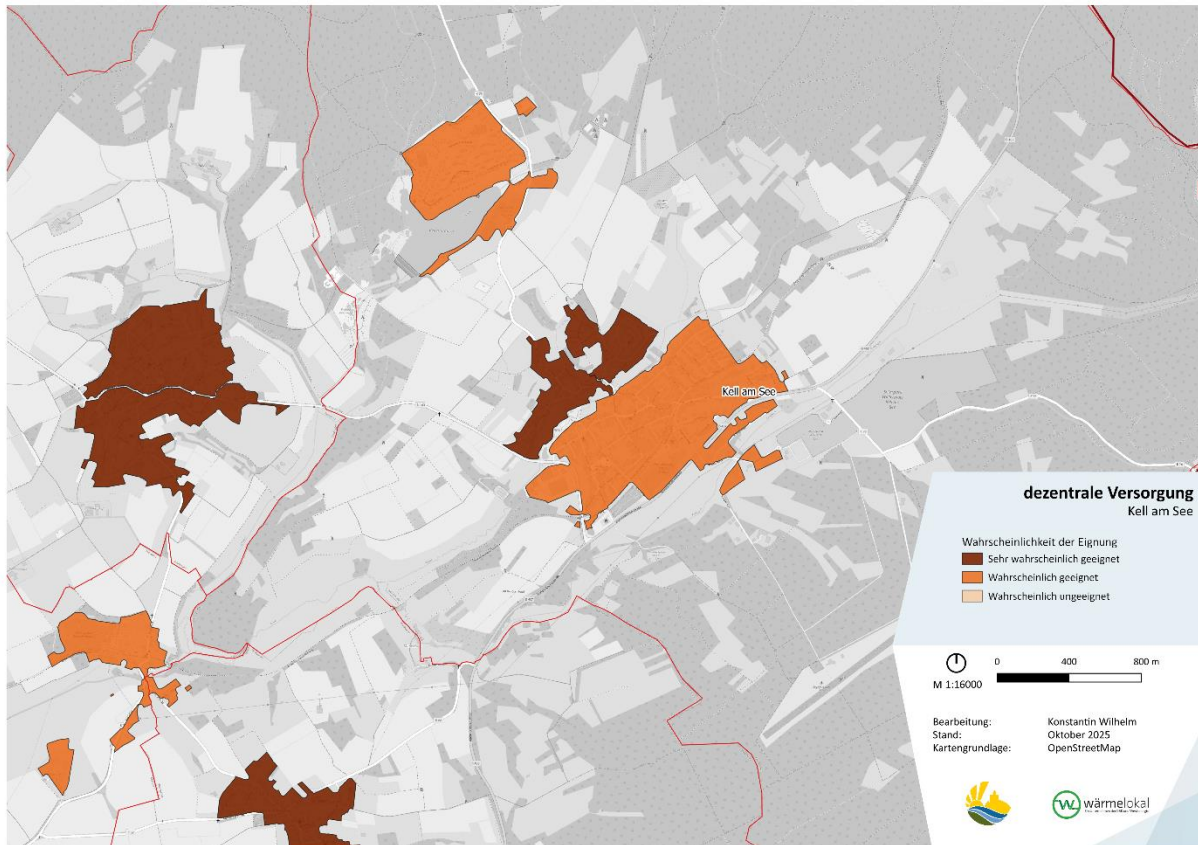 Kell am See
dezentrale Versorgung
Kell am See
Wahrscheinlichkeit der Eignung
Sehr wahrscheinlich geeignet
Wahrscheinlich geeignet
Wahrscheinlich ungeeignet
0 400 800 m
M 1:16000
Bearbeitung: Konstantin Wilhelm
Stand: Oktober 2025
Kartengrundlage: OpenStreetMap
wärmelokal